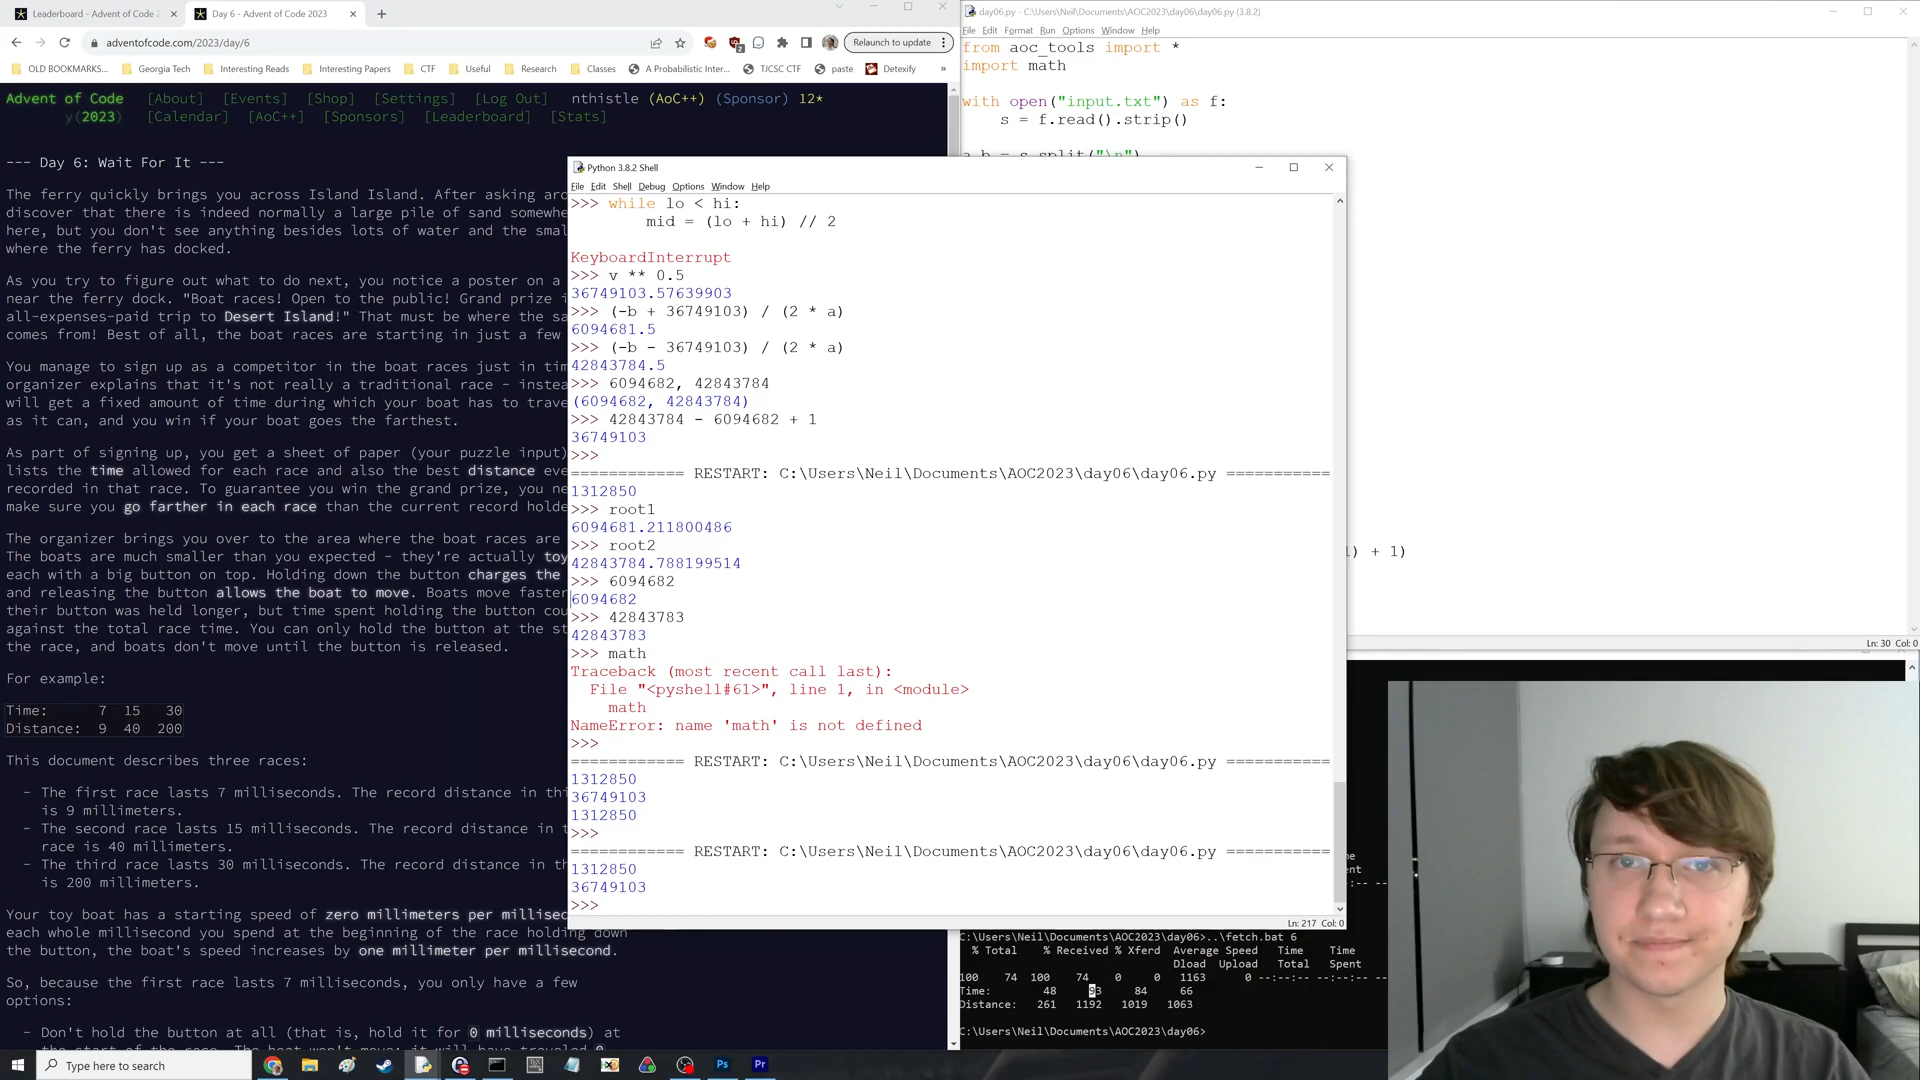 Leaderboard - Advent of Code
Day 6 - Advent of Code 2023
adventofcode.com/2023/day/6
Relaunch to update
OLD BOOKMARKS...
Georgia Tech
Interesting Reads
Interesting Papers
CTF
Useful
Research
Classes
A Probabilistic Inter...
TJCSC CTF
paste
Detexify
»
Advent of Code [About] [Events] [Shop] [Settings] [Log Out] nthistle (AoC++) (Sponsor) 12*
y(2023) [Calendar] [AoC++] [Sponsors] [Leaderboard] [Stats]
--- Day 6: Wait For It ---
The ferry quickly brings you across Island Island. After asking aro
discover that there is indeed normally a large pile of sand somewhe
here, but you don't see anything besides lots of water and the smal
where the ferry has docked.
As you try to figure out what to do next, you notice a poster on a
near the ferry dock. "Boat races! Open to the public! Grand prize i
all-expenses-paid trip to Desert Island!" That must be where the sa
comes from! Best of all, the boat races are starting in just a few
You manage to sign up as a competitor in the boat races just in tim
organizer explains that it's not really a traditional race - instea
will get a fixed amount of time during which your boat has to trave
as it can, and you win if your boat goes the farthest.
As part of signing up, you get a sheet of paper (your puzzle input)
lists the time allowed for each race and also the best distance eve
recorded in that race. To guarantee you win the grand prize, you ne
make sure you go farther in each race than the current record holde
The organizer brings you over to the area where the boat races are
The boats are much smaller than you expected - they're actually toy
each with a big button on top. Holding down the button charges the
and releasing the button allows the boat to move. Boats move faster
their button was held longer, but time spent holding the button cou
against the total race time. You can only hold the button at the st
the race, and boats don't move until the button is released.
For example:
Time: 7 15 30
Distance: 9 40 200
This document describes three races:
- The first race lasts 7 milliseconds. The record distance in thi
is 9 millimeters.
- The second race lasts 15 milliseconds. The record distance in t
race is 40 millimeters.
- The third race lasts 30 milliseconds. The record distance in th
is 200 millimeters.
Your toy boat has a starting speed of zero millimeters per millisec
each whole millisecond you spend at the beginning of the race holding down
the button, the boat's speed increases by one millimeter per millisecond.
So, because the first race lasts 7 milliseconds, you only have a few
options:
- Don't hold the button at all (that is, hold it for 0 milliseconds) at
the start of the race. The boat won't move; it will have traveled 0
day06.py - C:\Users\Neil\Documents\AOC2023\day06\day06.py (3.8.2)
File Edit Format Run Options Window Help
from aoc_tools import *
import math
with open("input.txt") as f:
s = f.read().strip()
a,b = s.split("\n")
l) + 1)
Ln: 30 Col: 0
Python 3.8.2 Shell
File Edit Shell Debug Options Window Help
>>> while lo < hi:
mid = (lo + hi) // 2
KeyboardInterrupt
>>> v ** 0.5
36749103.57639903
>>> (-b + 36749103) / (2 * a)
6094681.5
>>> (-b - 36749103) / (2 * a)
42843784.5
>>> 6094682, 42843784
(6094682, 42843784)
>>> 42843784 - 6094682 + 1
36749103
>>>
============ RESTART: C:\Users\Neil\Documents\AOC2023\day06\day06.py ===========
1312850
>>> root1
6094681.211800486
>>> root2
42843784.788199514
>>> 6094682
6094682
>>> 42843783
42843783
>>> math
Traceback (most recent call last):
File "<pyshell#61>", line 1, in <module>
math
NameError: name 'math' is not defined
>>>
============ RESTART: C:\Users\Neil\Documents\AOC2023\day06\day06.py ===========
1312850
36749103
1312850
>>>
============ RESTART: C:\Users\Neil\Documents\AOC2023\day06\day06.py ===========
1312850
36749103
>>>
Ln: 217 Col: 0
me
ent
--:-- --
C:\Users\Neil\Documents\AOC2023\day06>..\fetch.bat 6
% Total % Received % Xferd Average Speed Time Time
Dload Upload Total Spent
100 74 100 74 0 0 1163 0 --:--:-- --:--:--
Time: 48 93 84 66
Distance: 261 1192 1019 1063
C:\Users\Neil\Documents\AOC2023\day06>
Type here to search
Ps
Pr